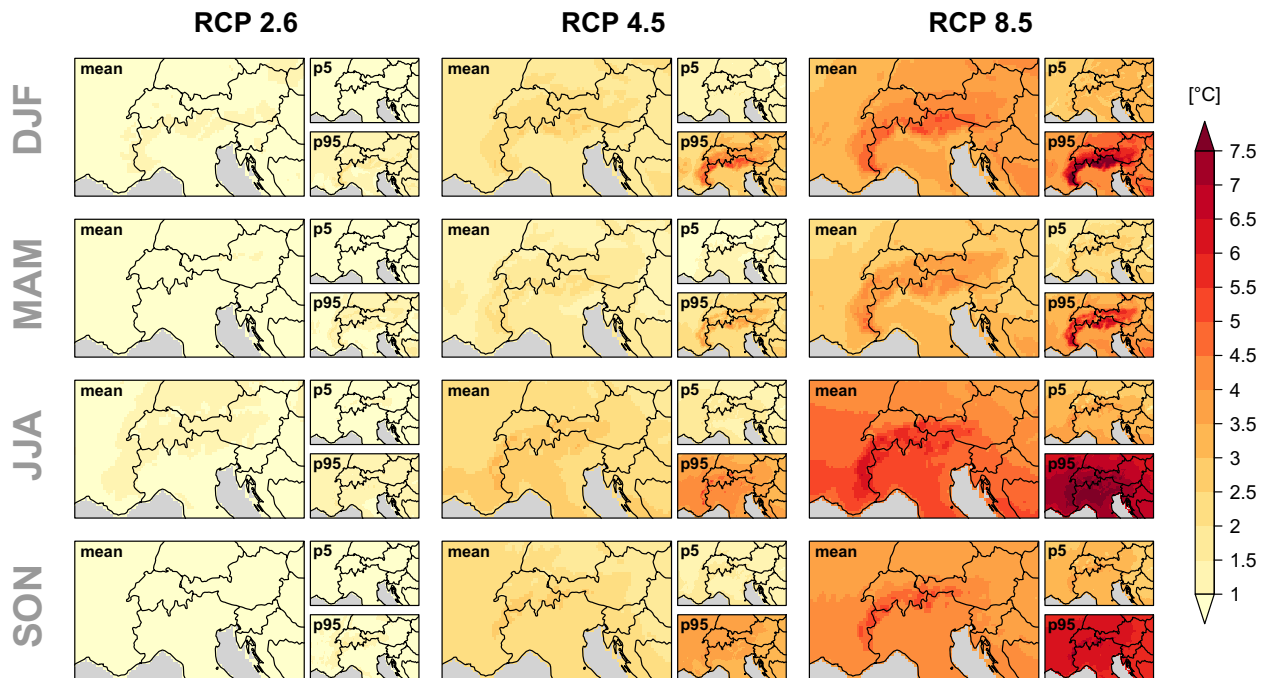 RCP 2.6 RCP 4.5 RCP 8.5
DJF
mean p5 mean p5 mean p5
p95 p95 p95
MAM
mean p5 mean p5 mean p5
p95 p95 p95
JJA
mean p5 mean p5 mean p5
p95 p95 p95
SON
mean p5 mean p5 mean p5
p95 p95 p95
[°C]
7.5
7
6.5
6
5.5
5
4.5
4
3.5
3
2.5
2
1.5
1